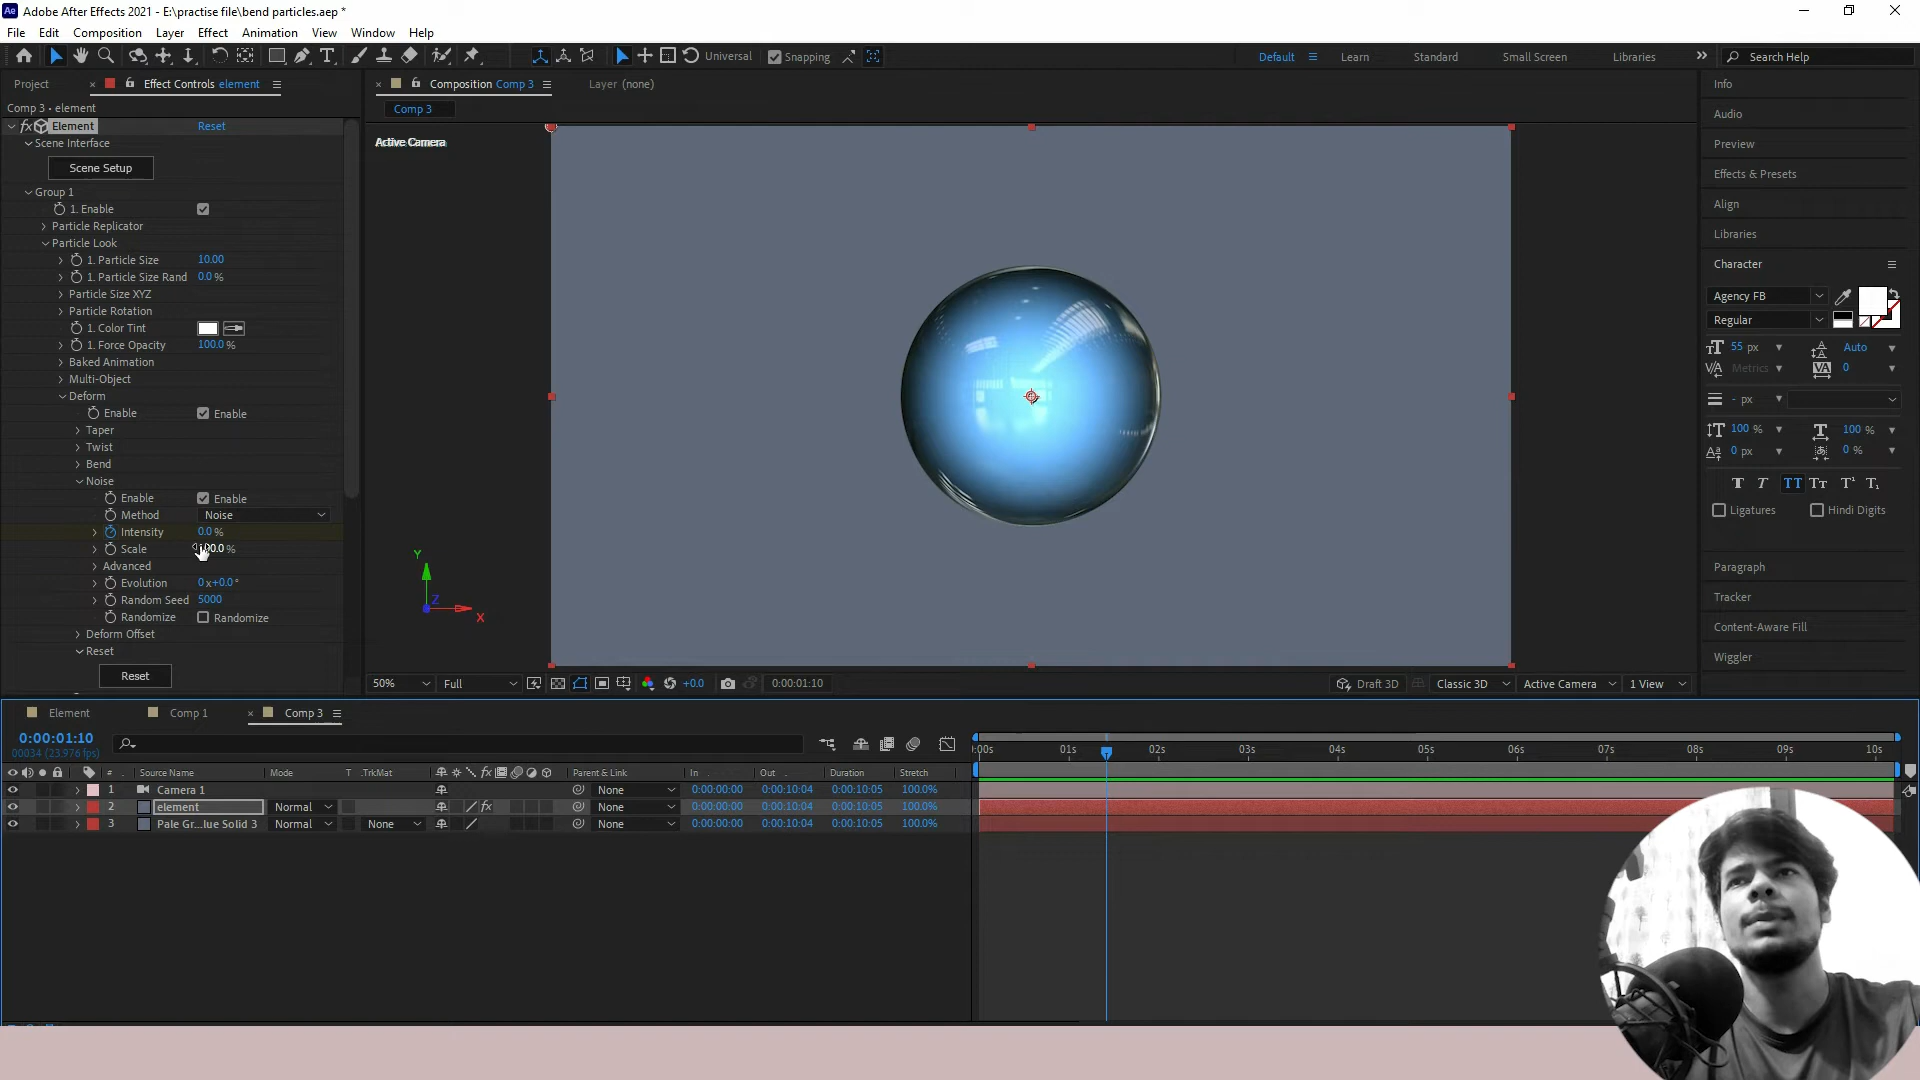 Adobe After Effects 2021 - E:\practise file\bend particles.aep *
File Edit Composition Layer Effect Animation View Window Help
Universal Snapping Default Learn Standard Small Screen Libraries Search Help
Project Effect Controls element Composition Comp 3 Layer (none) Info
Comp 3 • element Comp 3 Audio
Element Reset
Scene Interface Active Camera Preview
Scene Setup Effects & Presets
Group 1
1. Enable Align
Particle Replicator Libraries
Particle Look
1. Particle Size 10.00 Character
1. Particle Size Rand 0.0 %
Particle Size XYZ Agency FB
Particle Rotation Regular
1. Color Tint
1. Force Opacity 100.0 % 55 px Auto
Baked Animation Metrics 0
Multi-Object - px
Deform
Enable Enable
Taper 100 % 100 %
Twist 0 px 0 %
Bend
Noise
Enable Enable
Method Noise Ligatures Hindi Digits
Intensity 0.0 %
Scale %
Advanced Paragraph
Evolution 0 x+0.0 °
Random Seed 5000 Tracker
Randomize Randomize
Deform Offset Content-Aware Fill
Reset Wiggler
Reset
Y
Z
X
50% Full +0.0 0:00:01:10 Draft 3D Classic 3D Active Camera 1 View
Element Comp 1 Comp 3
0:00:01:10
00034 (23.976 fps)
:00s 01s 02s 03s 04s 05s 06s 07s 08s 09s 10s
# Source Name Mode T .TrkMat Parent & Link In Out Duration Stretch
1 Camera 1 None 0:00:00:00 0:00:10:04 0:00:10:05 100.0%
2 element Normal None 0:00:00:00 0:00:10:04 0:00:10:05 100.0%
3 Pale Gr...lue Solid 3 Normal None None 0:00:00:00 0:00:10:04 0:00:10:05 100.0%